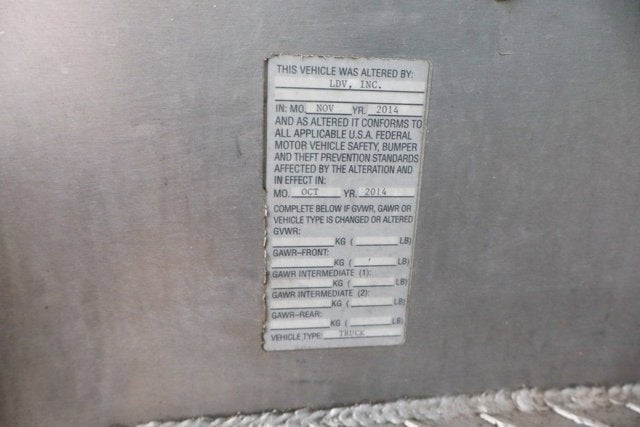 THIS VEHICLE WAS ALTERED BY:
LDV, INC.
IN: MO. NOV YR. 2014
AND AS ALTERED IT CONFORMS TO
ALL APPLICABLE U.S.A. FEDERAL
MOTOR VEHICLE SAFETY, BUMPER
AND THEFT PREVENTION STANDARDS
AFFECTED BY THE ALTERATION AND
IN EFFECT IN:
MO. OCT YR. 2014
COMPLETE BELOW IF GVWR, GAWR OR
VEHICLE TYPE IS CHANGED OR ALTERED
GVWR:
KG ( LB)
GAWR–FRONT:
KG ( LB)
GAWR INTERMEDIATE (1):
KG ( LB)
GAWR INTERMEDIATE (2):
KG ( LB)
GAWR–REAR:
KG ( LB)
VEHICLE TYPE TRUCK